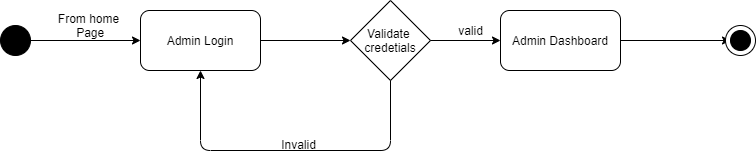 From home
Page
Admin Login
Validate
credetials
valid
Admin Dashboard
Invalid